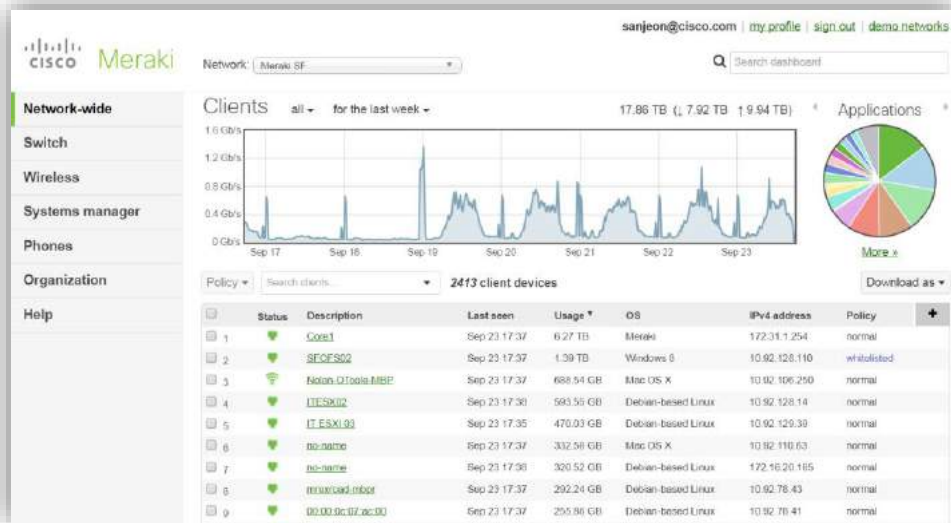 sanjeon@cisco.com | my profile | sign out | demo networks
CISCO Meraki
Network: Meraki SF
Search dashboard
Network-wide
Switch
Wireless
Systems manager
Phones
Organization
Help
Clients all for the last week
17.86 TB (↓ 7.92 TB ↑ 9.94 TB)
Applications
1.6 Gb/s
1.2 Gb/s
0.8 Gb/s
0.4 Gb/s
0 Gb/s
Sep 17 Sep 18 Sep 19 Sep 20 Sep 21 Sep 22 Sep 23
More »
Policy Search clients... 2413 client devices Download as
Status Description Last seen Usage OS IPv4 address Policy +
1 Core1 Sep 23 17:37 6.27 TB Meraki 172.31.1.254 normal
2 SFOFS02 Sep 23 17:37 1.39 TB Windows 8 10.92.128.110 whitelisted
3 Nolan-OToole-MBP Sep 23 17:37 688.54 GB Mac OS X 10.92.106.250 normal
4 ITESX02 Sep 23 17:38 593.55 GB Debian-based Linux 10.92.128.14 normal
5 IT ESXI 03 Sep 23 17:35 470.03 GB Debian-based Linux 10.92.129.39 normal
6 no-name Sep 23 17:37 332.58 GB Mac OS X 10.92.110.63 normal
7 no-name Sep 23 17:38 320.52 GB Debian-based Linux 172.16.20.165 normal
8 Sep 23 17:37 292.24 GB Debian-based Linux 10.92.78.43 normal
9 00:00:0c:07:ac:00 Sep 23 17:37 255.86 GB Debian-based Linux 10.92.78.41 normal